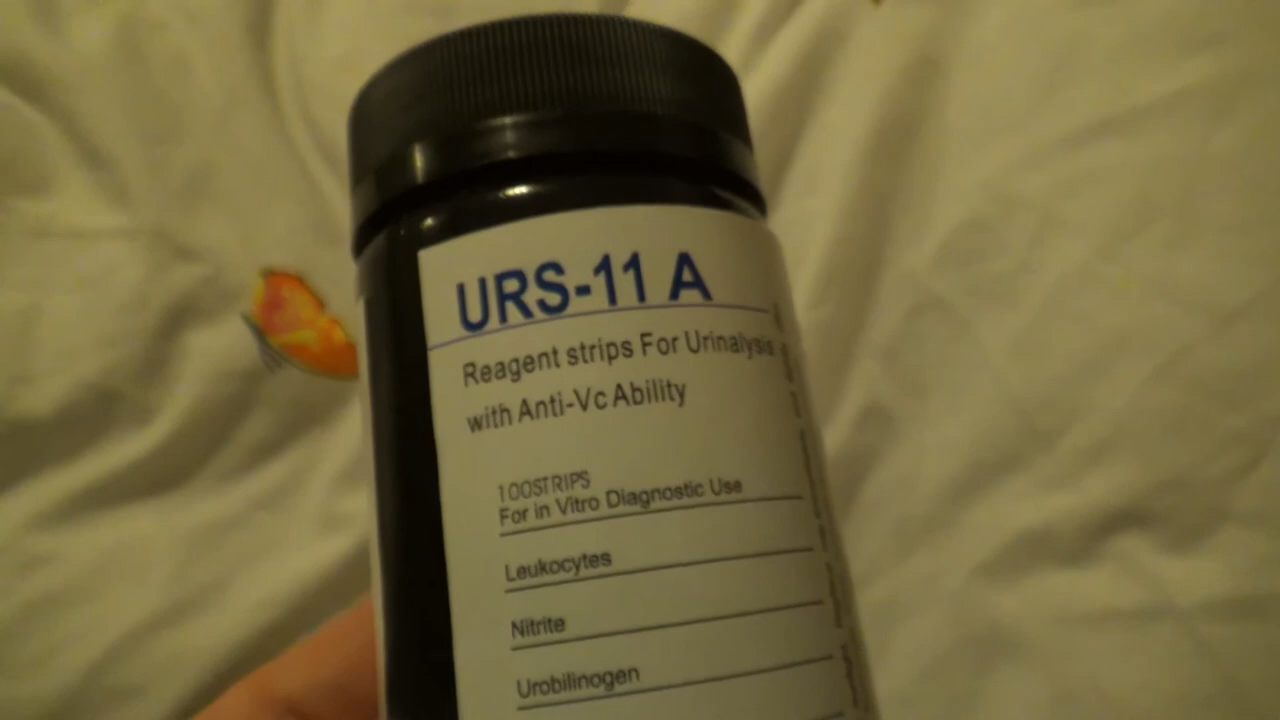 URS-11 A
Reagent strips For Urinalysis
with Anti-Vc Ability
100STRIPS
For in Vitro Diagnostic Use
Leukocytes
Nitrite
Urobilinogen